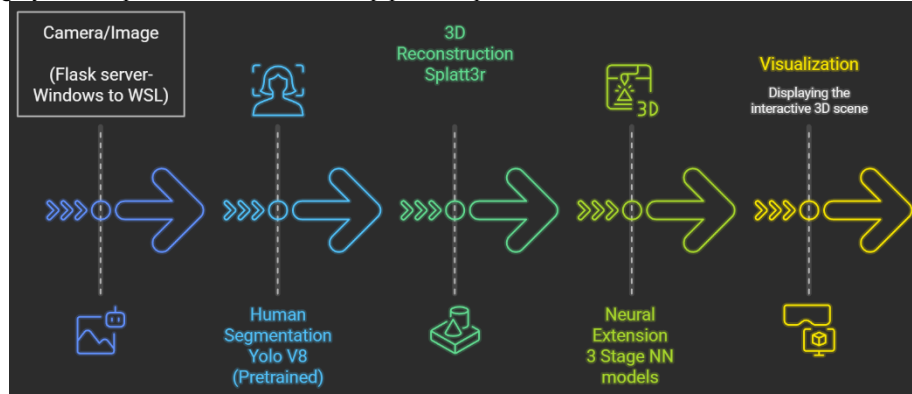 Camera/Image
(Flask server-
Windows to WSL)
Human
Segmentation
Yolo V8
(Pretrained)
3D
Reconstruction
Splatt3r
3D
Neural
Extension
3 Stage NN
models
Visualization
Displaying the
interactive 3D scene